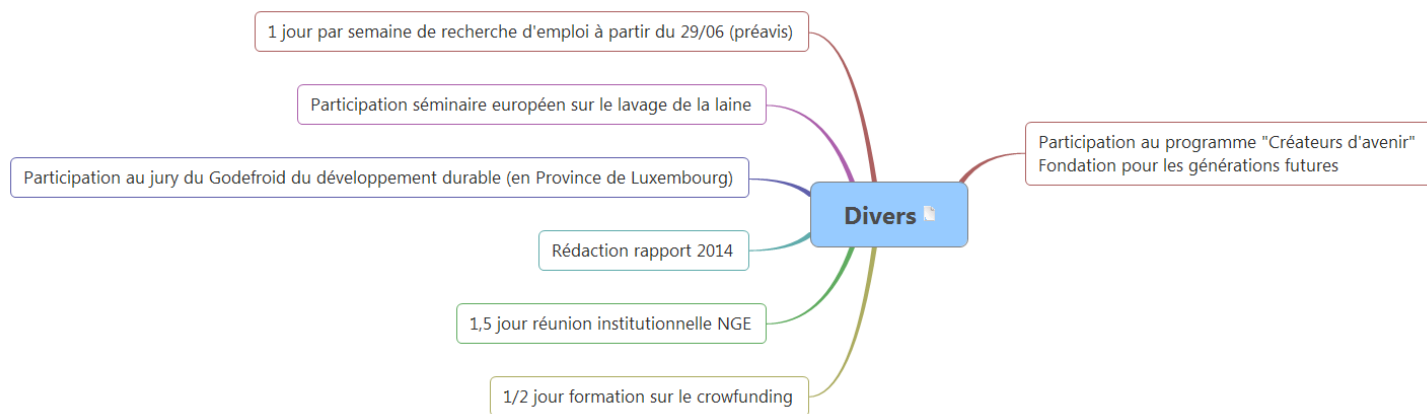 1 jour par semaine de recherche d'emploi à partir du 29/06 (préavis)
Participation séminaire européen sur le lavage de la laine
Participation au jury du Godefroid du développement durable (en Province de Luxembourg)
Rédaction rapport 2014
1,5 jour réunion institutionnelle NGE
1/2 jour formation sur le crowfunding
Divers
Participation au programme "Créateurs d'avenir"
Fondation pour les générations futures